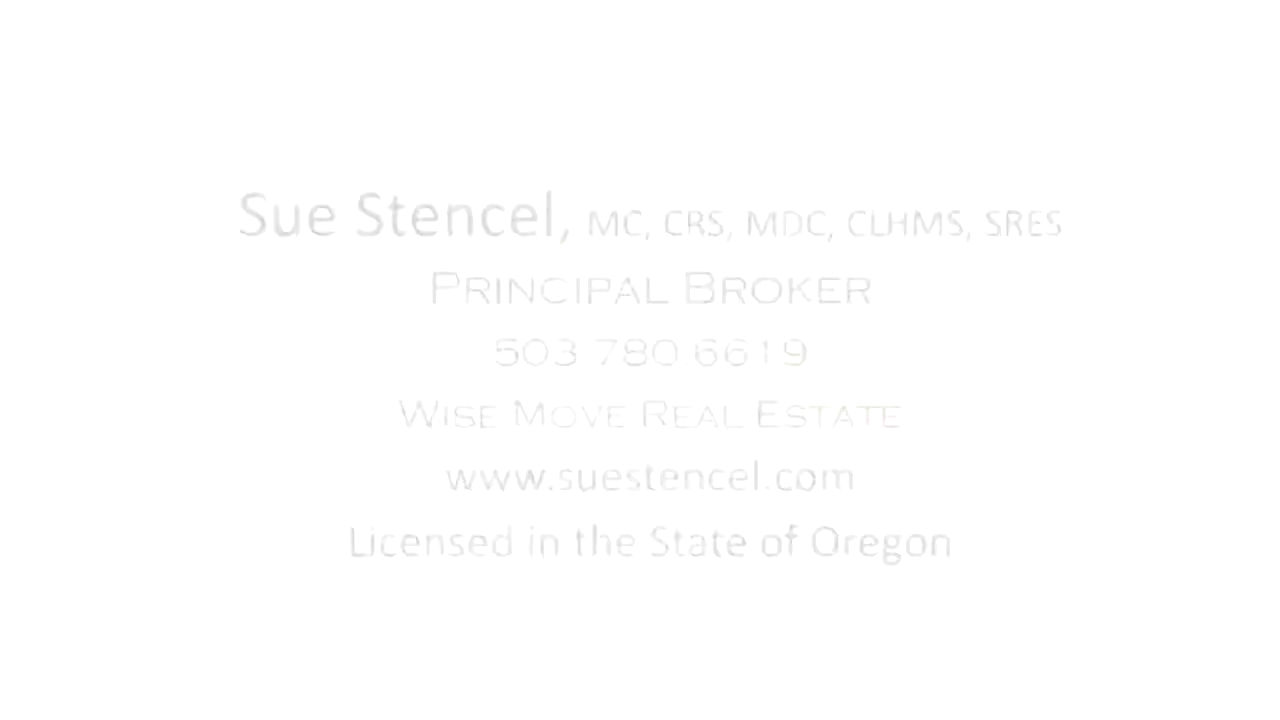 Sue Stencel, MC, CRS, MDC, CLHMS, SRES
PRINCIPAL BROKER
503 780 6619
WISE MOVE REAL ESTATE
www.suestencel.com
Licensed in the State of Oregon